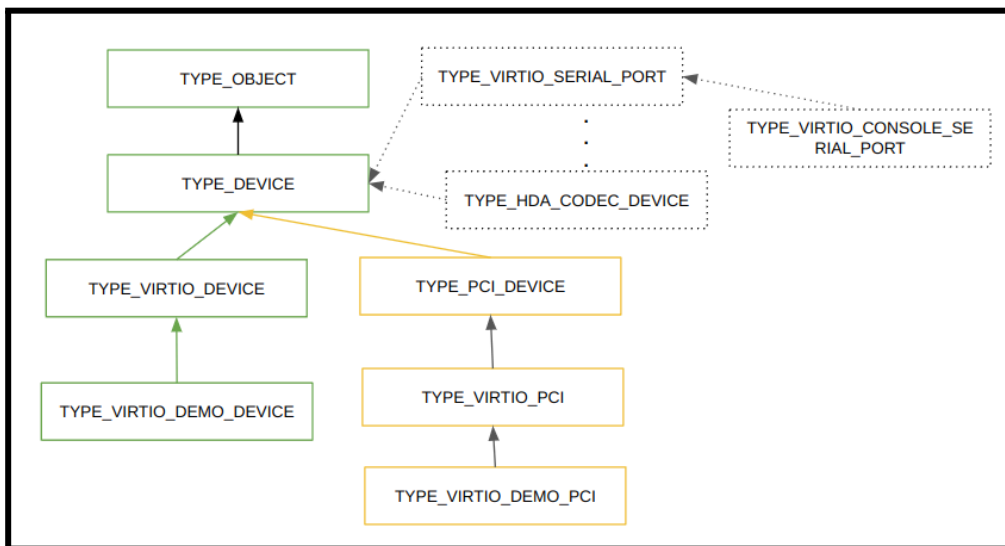 TYPE_OBJECT
TYPE_VIRTIO_SERIAL_PORT
TYPE_VIRTIO_CONSOLE_SE
RIAL_PORT
TYPE_DEVICE
TYPE_HDA_CODEC_DEVICE
TYPE_VIRTIO_DEVICE
TYPE_PCI_DEVICE
TYPE_VIRTIO_DEMO_DEVICE
TYPE_VIRTIO_PCI
TYPE_VIRTIO_DEMO_PCI